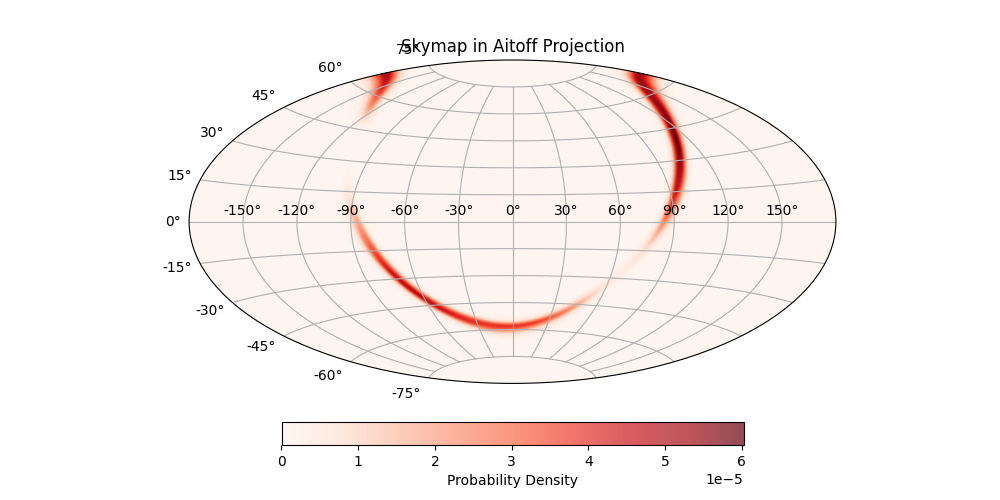 Skymap in Aitoff Projection
75°
60°
45°
30°
15°
0°
-15°
-30°
-45°
-60°
-75°
-150° -120° -90° -60° -30° 0° 30° 60° 90° 120° 150°
0 1 2 3 4 5 6
1e−5
Probability Density